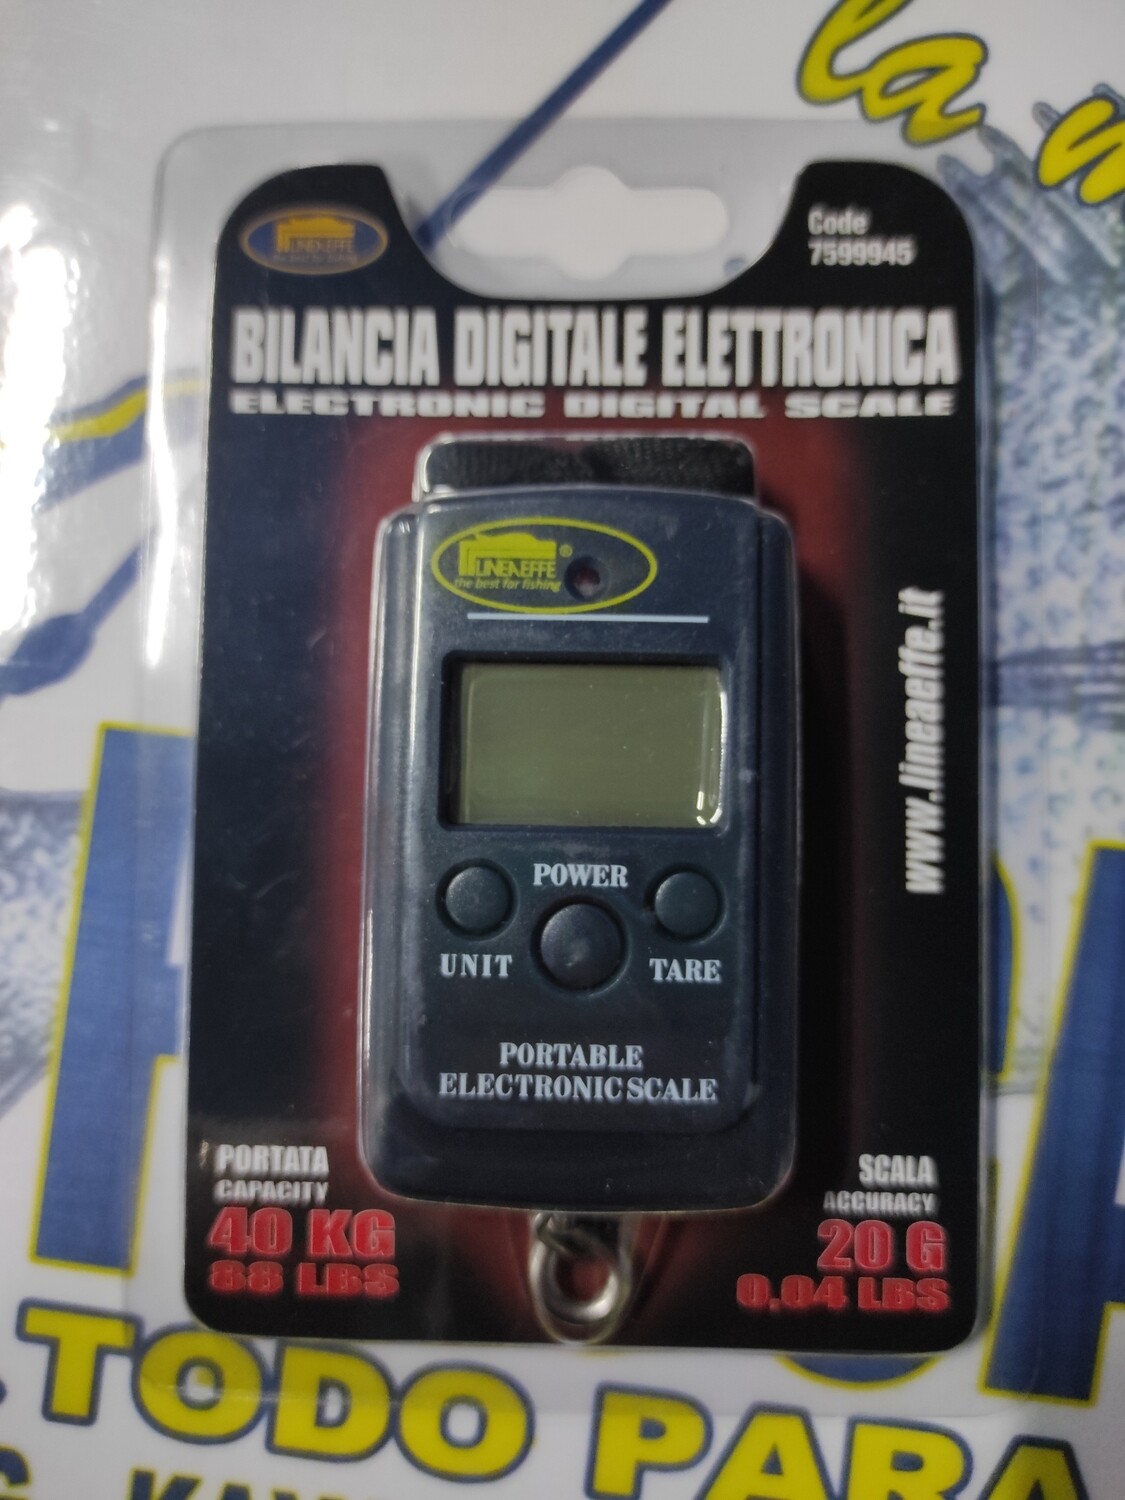 la
LINEAEFFE
Code
7599945
BILANCIA DIGITALE ELETTRONICA
ELECTRONIC DIGITAL SCALE
LINEAEFFE®
the best for fishing
www.lineaeffe.it
POWER
UNIT
TARE
PORTABLE
ELECTRONIC SCALE
PORTATA
CAPACITY
40 KG
88 LBS
SCALA
ACCURACY
20 G
0,04 LBS
TODO PARA